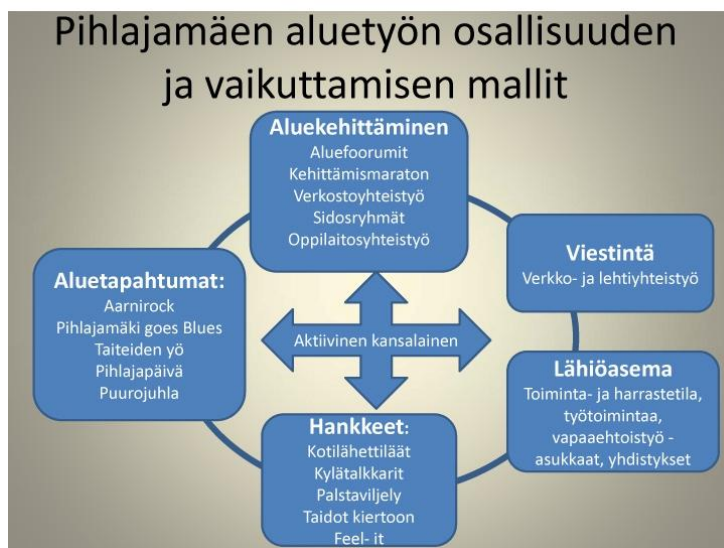 Pihlajamäen aluetyön osallisuuden
ja vaikuttamisen mallit
Aluekehittäminen
Aluefoorumit
Kehittämismaraton
Verkostoyhteistyö
Sidosryhmät
Oppilaitosyhteistyö
Viestintä
Verkko- ja lehtiyhteistyö
Aluetapahtumat:
Aarnirock
Pihlajamäki goes Blues
Taiteiden yö
Pihlajapäivä
Puurojuhla
Aktiivinen kansalainen
Lähiöasema
Toiminta- ja harrastetila,
työtoimintaa,
vapaaehtoistyö -
asukkaat, yhdistykset
Hankkeet:
Kotilähettiläät
Kylätalkkarit
Palstaviljely
Taidot kiertoon
Feel- it